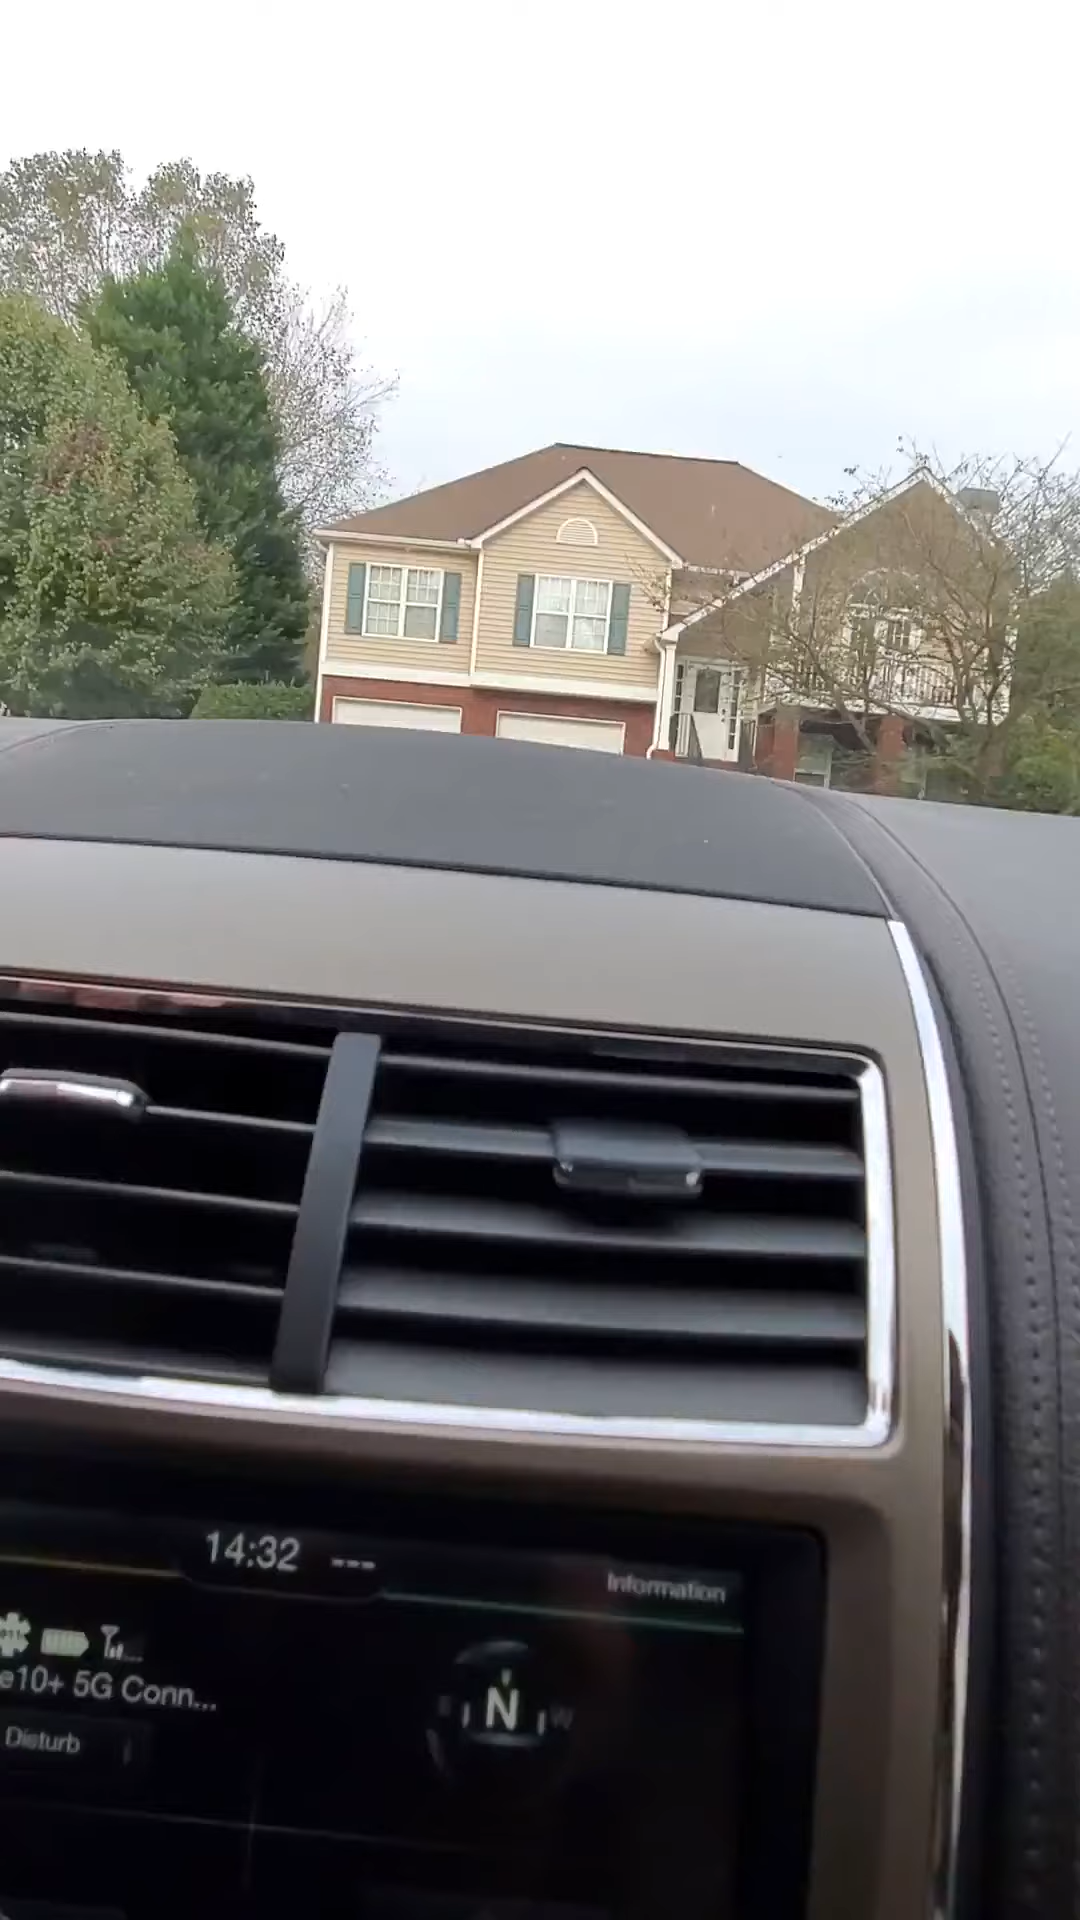 14:32 ---
Information
e10+ 5G Conn...
N W
Disturb